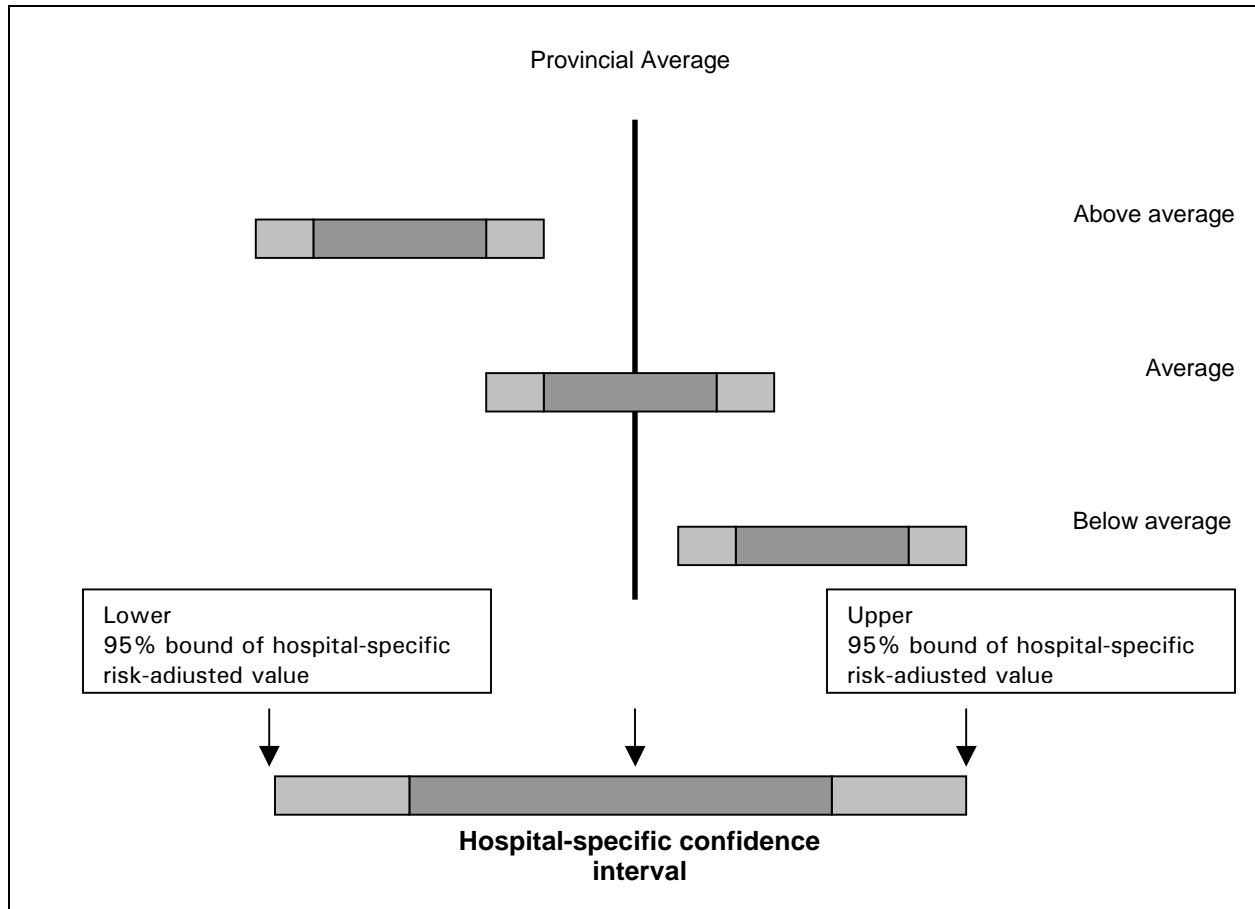 Provincial Average
Above average
Average
Below average
Lower
95% bound of hospital-specific
risk-adiusted value
Upper
95% bound of hospital-specific
risk-adiusted value
Hospital-specific confidence
interval